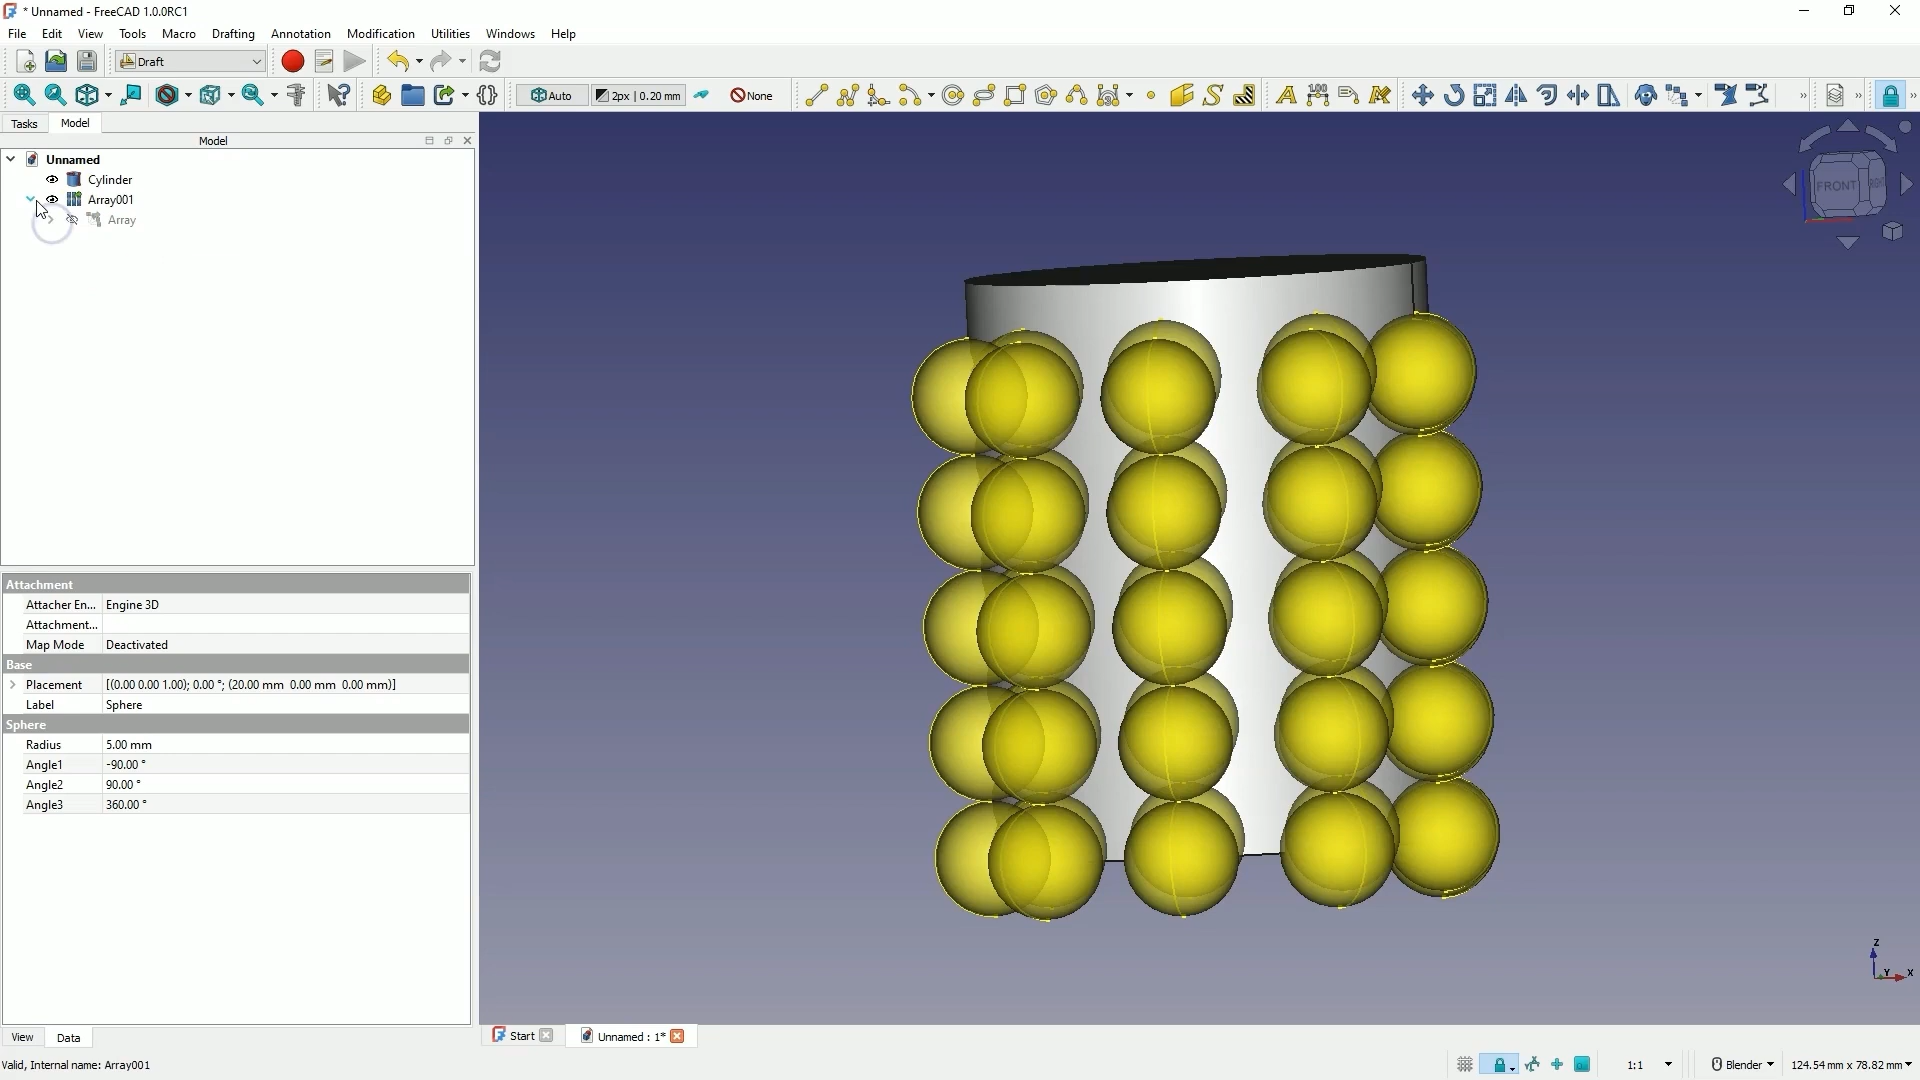 * Unnamed - FreeCAD 1.0.0RC1
File Edit View Tools Macro Drafting Annotation Modification Utilities Windows Help
Draft
Auto 2px | 0.20 mm None
Tasks Model
Model
Unnamed
Cylinder
Array001
Array
FRONT
Attachment
Attacher En... Engine 3D
Attachment...
Map Mode Deactivated
Base
Placement [(0.00 0.00 1.00); 0.00 °; (20.00 mm 0.00 mm 0.00 mm)]
Label Sphere
Sphere
Radius 5.00 mm
Angle1 -90.00 °
Angle2 90.00 °
Angle3 360.00 °
Z
Y X
View Data
Start Unnamed : 1*
Valid, Internal name: Array001
1:1 Blender 124.54 mm x 78.82 mm